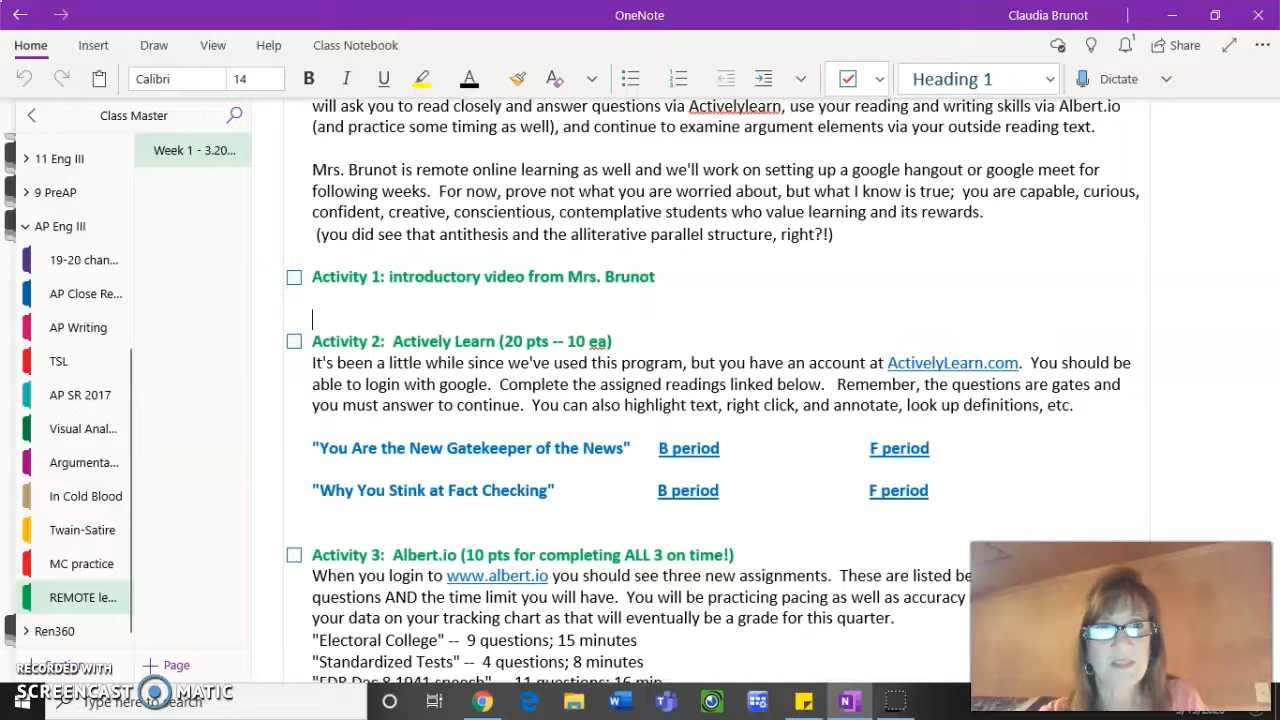 OneNote
Claudia Brunot
Home Insert Draw View Help Class Notebook
Share
Calibri 14 B I U A Heading 1 Dictate
Class Master
11 Eng III
9 PreAP
AP Eng III
19-20 chan...
AP Close Re...
AP Writing
TSL
AP SR 2017
Visual Anal...
Argumenta...
In Cold Blood
Twain-Satire
MC practice
REMOTE le...
Ren360
Page
Week 1 - 3.20...
will ask you to read closely and answer questions via Activelylearn, use your reading and writing skills via Albert.io
(and practice some timing as well), and continue to examine argument elements via your outside reading text.
Mrs. Brunot is remote online learning as well and we'll work on setting up a google hangout or google meet for
following weeks. For now, prove not what you are worried about, but what I know is true; you are capable, curious,
confident, creative, conscientious, contemplative students who value learning and its rewards.
(you did see that antithesis and the alliterative parallel structure, right?!)
Activity 1: introductory video from Mrs. Brunot
Activity 2: Actively Learn (20 pts -- 10 ea)
It's been a little while since we've used this program, but you have an account at ActivelyLearn.com. You should be
able to login with google. Complete the assigned readings linked below. Remember, the questions are gates and
you must answer to continue. You can also highlight text, right click, and annotate, look up definitions, etc.
"You Are the New Gatekeeper of the News" B period F period
"Why You Stink at Fact Checking" B period F period
Activity 3: Albert.io (10 pts for completing ALL 3 on time!)
When you login to www.albert.io you should see three new assignments. These are listed be
questions AND the time limit you will have. You will be practicing pacing as well as accuracy
your data on your tracking chart as that will eventually be a grade for this quarter.
"Electoral College" -- 9 questions; 15 minutes
"Standardized Tests" -- 4 questions; 8 minutes
"FDR Dec 8 1941 speech" 11 questions; 16 min
RECORDED WITH
SCREENCAST MATIC
Type here to search